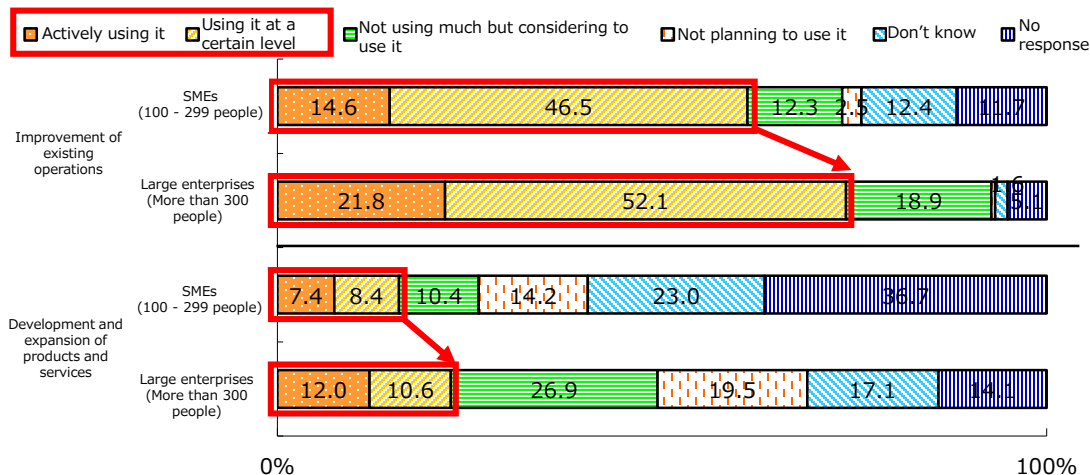 Actively using it
Using it at a
certain level
Not using much but considering to
use it
Not planning to use it
Don't know
No
response
Improvement of
existing
operations
SMEs
(100 - 299 people)
14.6 46.5 12.3 2.5 12.4 11.7
Large enterprises
(More than 300
people)
21.8 52.1 18.9 1.6 5.1
Development and
expansion of
products and
services
SMEs
(100 - 299 people)
7.4 8.4 10.4 14.2 23.0 36.7
Large enterprises
(More than 300
people)
12.0 10.6 26.9 19.5 17.1 14.1
0% 100%